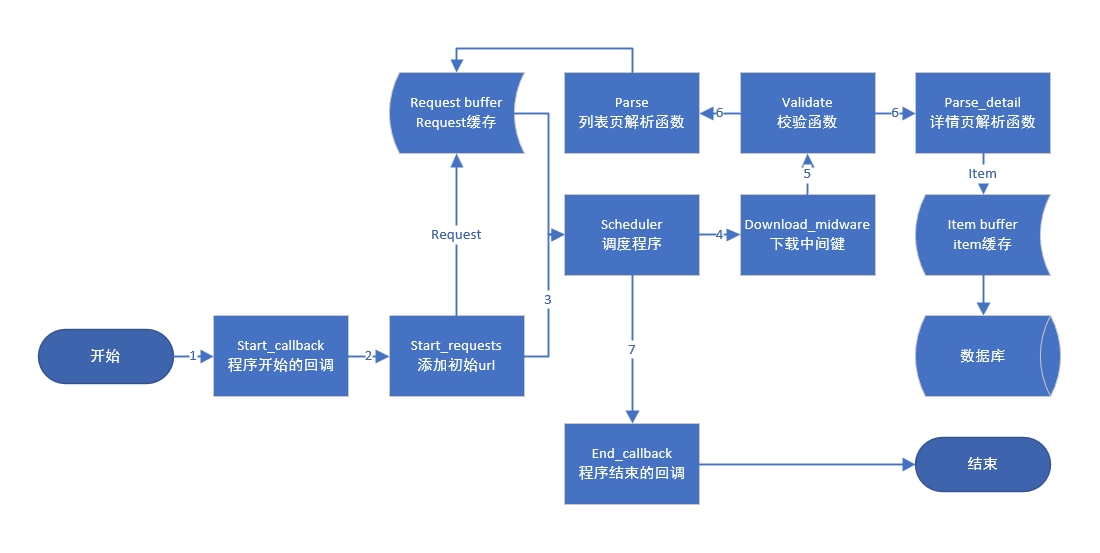 Request buffer
Request缓存
Parse
列表页解析函数
6
Validate
校验函数
6
Parse_detail
详情页解析函数
5
Item
Request
Scheduler
调度程序
4
Download_midware
下载中间键
Item buffer
item缓存
3
开始
1
Start_callback
程序开始的回调
2
Start_requests
添加初始url
7
数据库
End_callback
程序结束的回调
结束